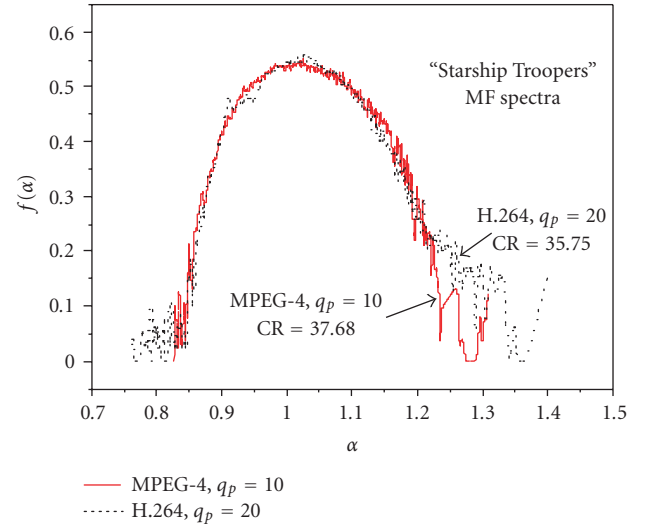 0.6
0.5
0.4
0.3
0.2
0.1
0
f (α)
"Starship Troopers"
MF spectra
H.264, qp = 20
CR = 35.75
MPEG-4, qp = 10
CR = 37.68
0.7 0.8 0.9 1 1.1 1.2 1.3 1.4 1.5
α
MPEG-4, qp = 10
H.264, qp = 20